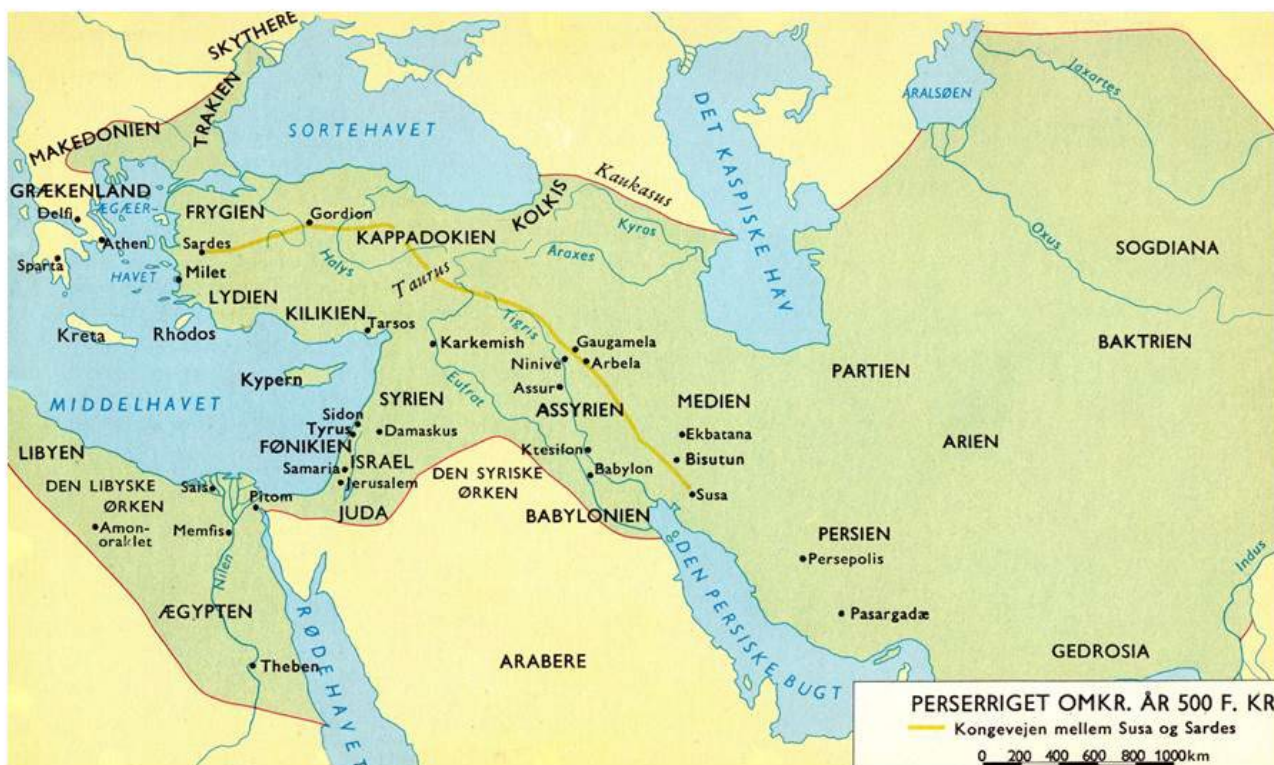 SKYTHERE
MAKEDONIEN
TRAKIEN
SORTEHAVET
DET KASPISKE HAV
ARALSØEN
Jaxartes
GRÆKENLAND
Delfi
ÆGÆER-
HAVET
Athen
Sparta
FRYGIEN
Gordion
Sardes
Milet
LYDIEN
Halys
KAPPADOKIEN
KOLKIS
Kaukasus
Kyros
Araxes
Oxus
SOGDIANA
BAKTRIEN
Taurus
KILIKIEN
Tarsos
Kreta
Rhodos
Kypern
MIDDELHAVET
Karkemish
Eufrat
Tigris
Gaugamela
Ninive
Arbela
Assur
ASSYRIEN
MEDIEN
PARTIEN
ARIEN
SYRIEN
Sidon
Tyrus
Damaskus
FØNIKIEN
Samaria
ISRAEL
Jerusalem
JUDA
DEN SYRISKE
ØRKEN
Ktesifon
Babylon
BABYLONIEN
Ekbatana
Bisutun
Susa
LIBYEN
DEN LIBYSKE
ØRKEN
Amon-
oraklet
Sais
Pitom
Memfis
Nilen
ÆGYPTEN
Theben
RØDEHAVET
ARABERE
DEN PERSISKE BUGT
PERSIEN
Persepolis
Pasargadæ
GEDROSIA
Indus
PERSERRIGET OMKR. ÅR 500 F. KR
Kongevejen mellem Susa og Sardes
0 200 400 600 800 1000km